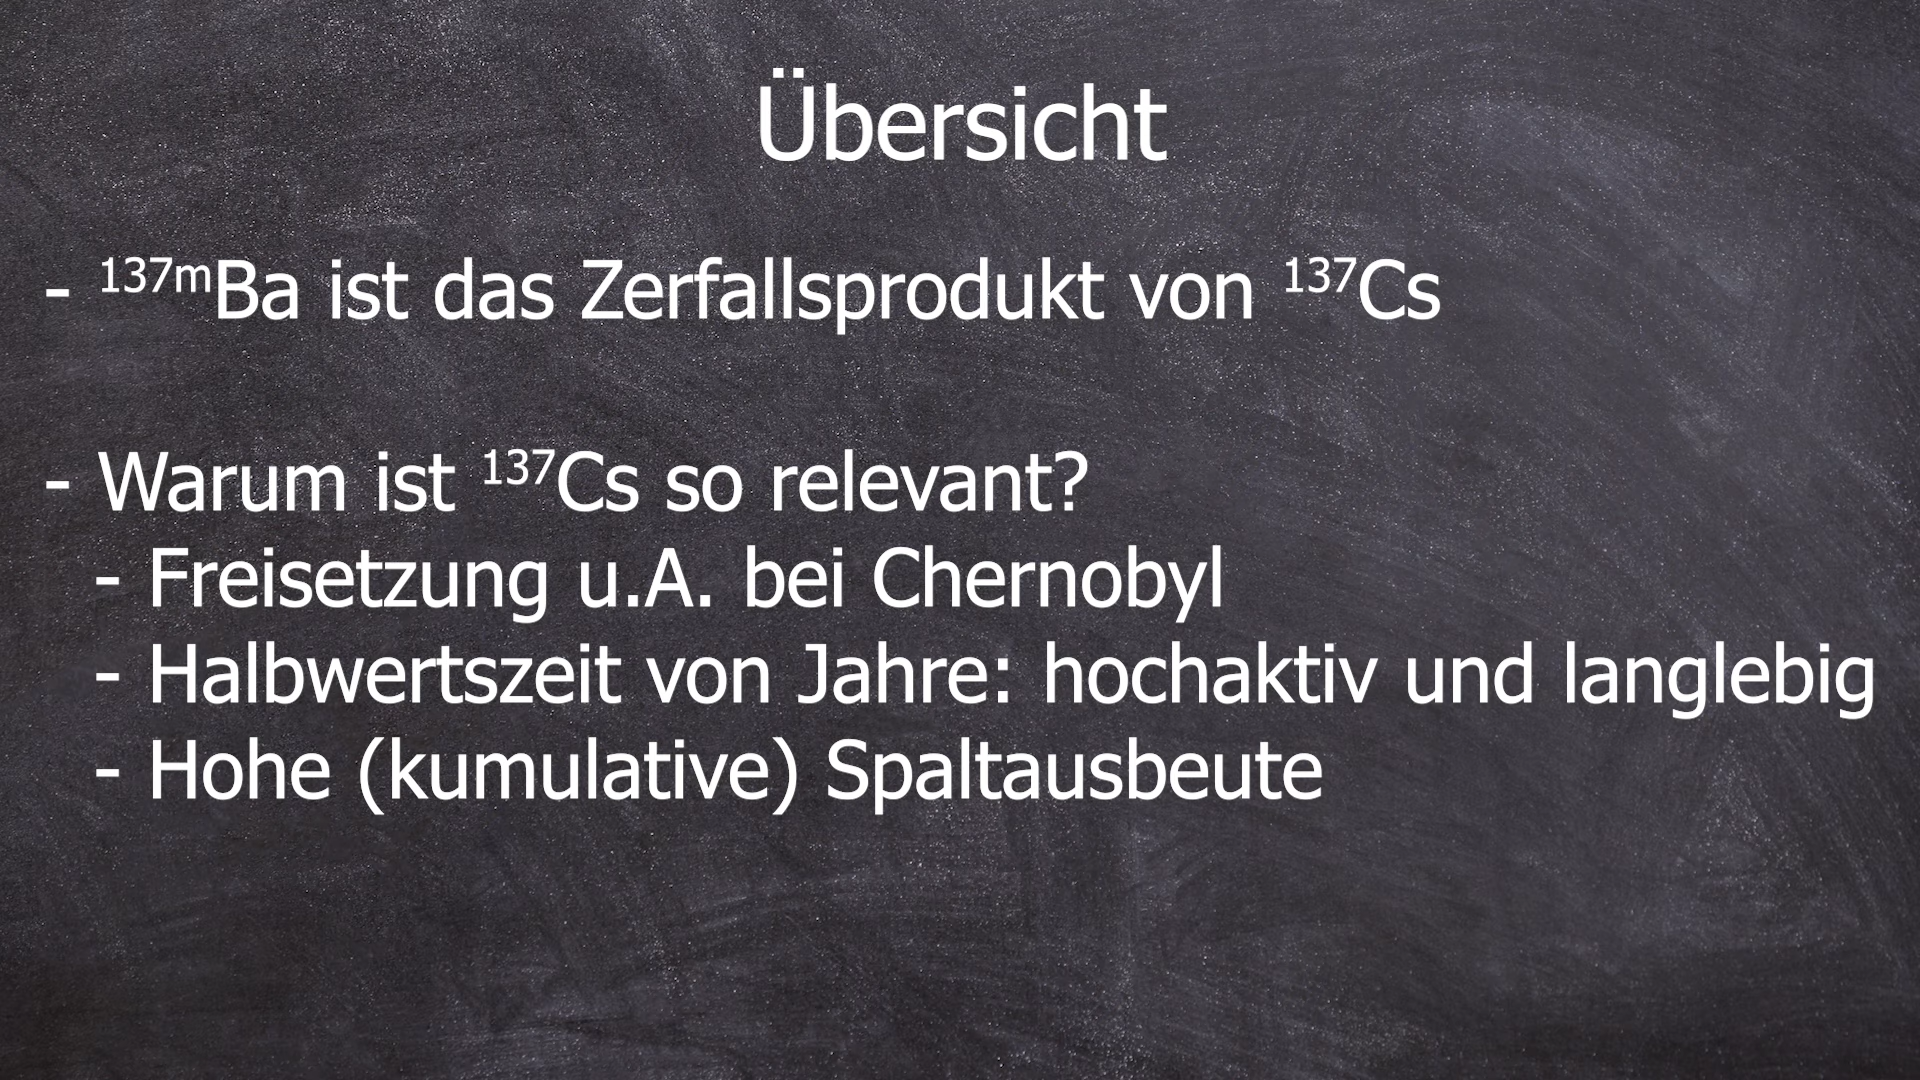 Übersicht
- ¹³⁷ᵐBa ist das Zerfallsprodukt von ¹³⁷Cs
- Warum ist ¹³⁷Cs so relevant?
- Freisetzung u.A. bei Chernobyl
- Halbwertszeit von Jahre: hochaktiv und langlebig
- Hohe (kumulative) Spaltausbeute